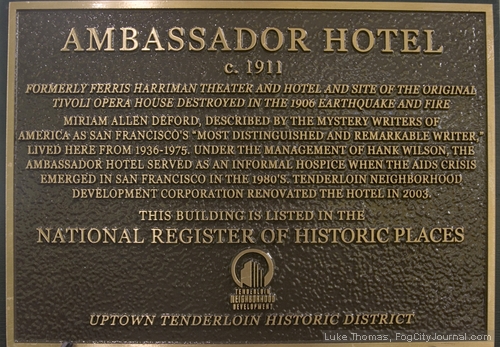 AMBASSADOR HOTEL
c. 1911
FORMERLY FERRIS HARRIMAN THEATER AND HOTEL AND SITE OF THE ORIGINAL
TIVOLI OPERA HOUSE DESTROYED IN THE 1906 EARTHQUAKE AND FIRE
MIRIAM ALLEN DEFORD, DESCRIBED BY THE MYSTERY WRITERS OF
AMERICA AS SAN FRANCISCO'S "MOST DISTINGUISHED AND REMARKABLE WRITER,"
LIVED HERE FROM 1936-1975. UNDER THE MANAGEMENT OF HANK WILSON, THE
AMBASSADOR HOTEL SERVED AS AN INFORMAL HOSPICE WHEN THE AIDS CRISIS
EMERGED IN SAN FRANCISCO IN THE 1980'S. TENDERLOIN NEIGHBORHOOD
DEVELOPMENT CORPORATION RENOVATED THE HOTEL IN 2003.
THIS BUILDING IS LISTED IN THE
NATIONAL REGISTER OF HISTORIC PLACES
TENDERLOIN
NEIGHBORHOOD
DEVELOPMENT
UPTOWN TENDERLOIN HISTORIC DISTRICT
Luke Thomas, FogCityJournal.com